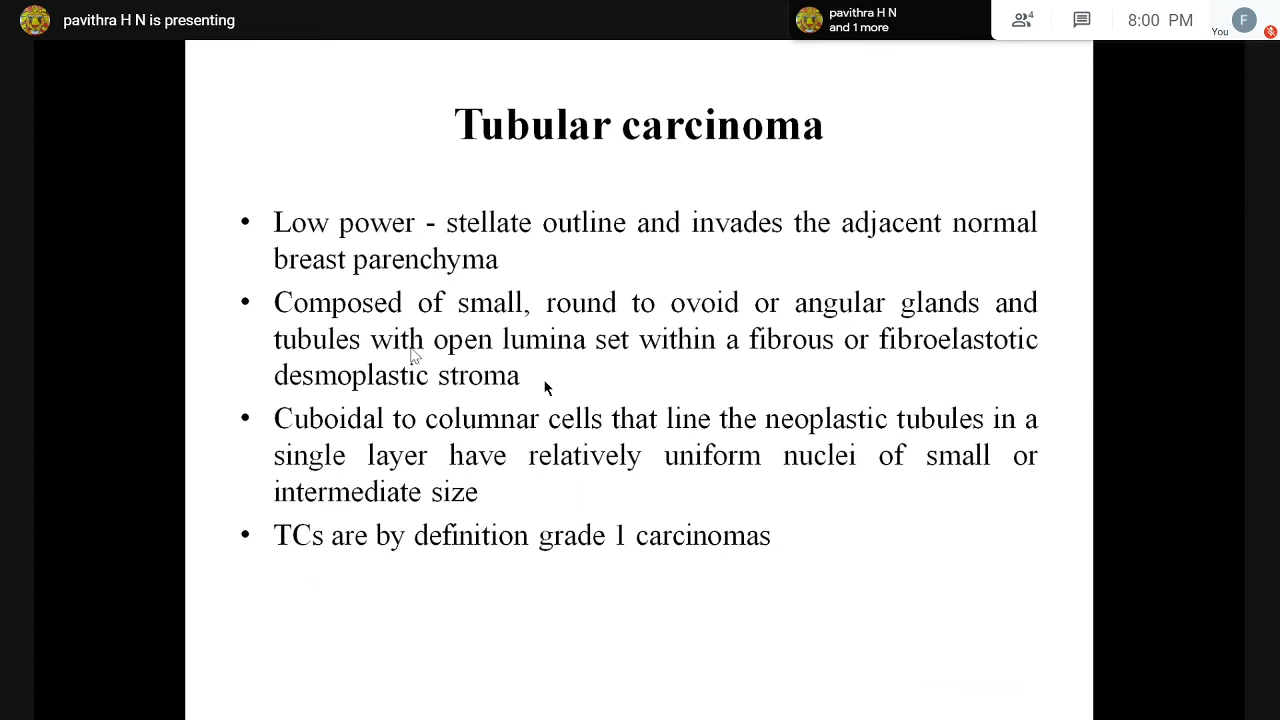 pavithra H N is presenting
pavithra H N
and 1 more
4
8:00 PM
You
F
Tubular carcinoma
• Low power - stellate outline and invades the adjacent normal
breast parenchyma
• Composed of small, round to ovoid or angular glands and
tubules with open lumina set within a fibrous or fibroelastotic
desmoplastic stroma
• Cuboidal to columnar cells that line the neoplastic tubules in a
single layer have relatively uniform nuclei of small or
intermediate size
• TCs are by definition grade 1 carcinomas